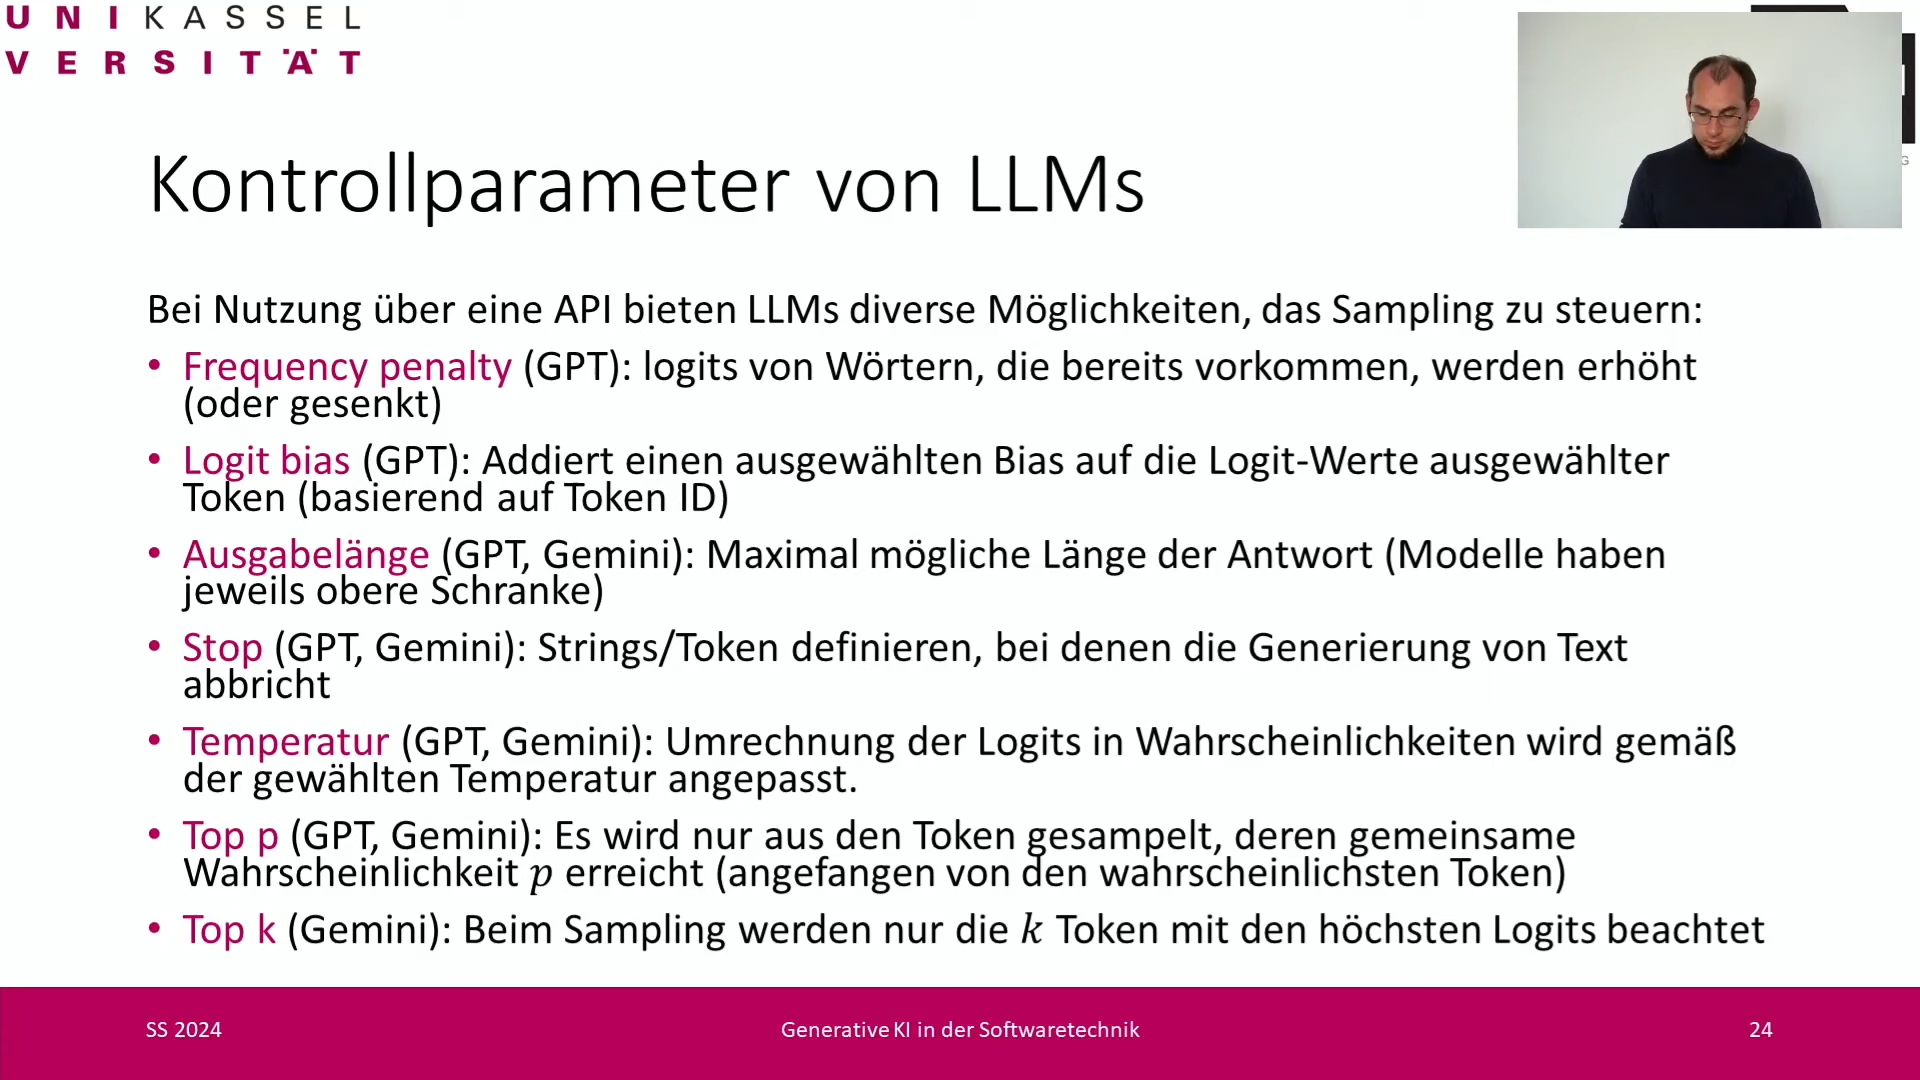 UNIKASSEL
VERSITÄT
G
Kontrollparameter von LLMs
Bei Nutzung über eine API bieten LLMs diverse Möglichkeiten, das Sampling zu steuern:
• Frequency penalty (GPT): logits von Wörtern, die bereits vorkommen, werden erhöht
(oder gesenkt)
• Logit bias (GPT): Addiert einen ausgewählten Bias auf die Logit-Werte ausgewählter
Token (basierend auf Token ID)
• Ausgabelänge (GPT, Gemini): Maximal mögliche Länge der Antwort (Modelle haben
jeweils obere Schranke)
• Stop (GPT, Gemini): Strings/Token definieren, bei denen die Generierung von Text
abbricht
• Temperatur (GPT, Gemini): Umrechnung der Logits in Wahrscheinlichkeiten wird gemäß
der gewählten Temperatur angepasst.
• Top p (GPT, Gemini): Es wird nur aus den Token gesampelt, deren gemeinsame
Wahrscheinlichkeit p erreicht (angefangen von den wahrscheinlichsten Token)
• Top k (Gemini): Beim Sampling werden nur die k Token mit den höchsten Logits beachtet
SS 2024
Generative KI in der Softwaretechnik
24